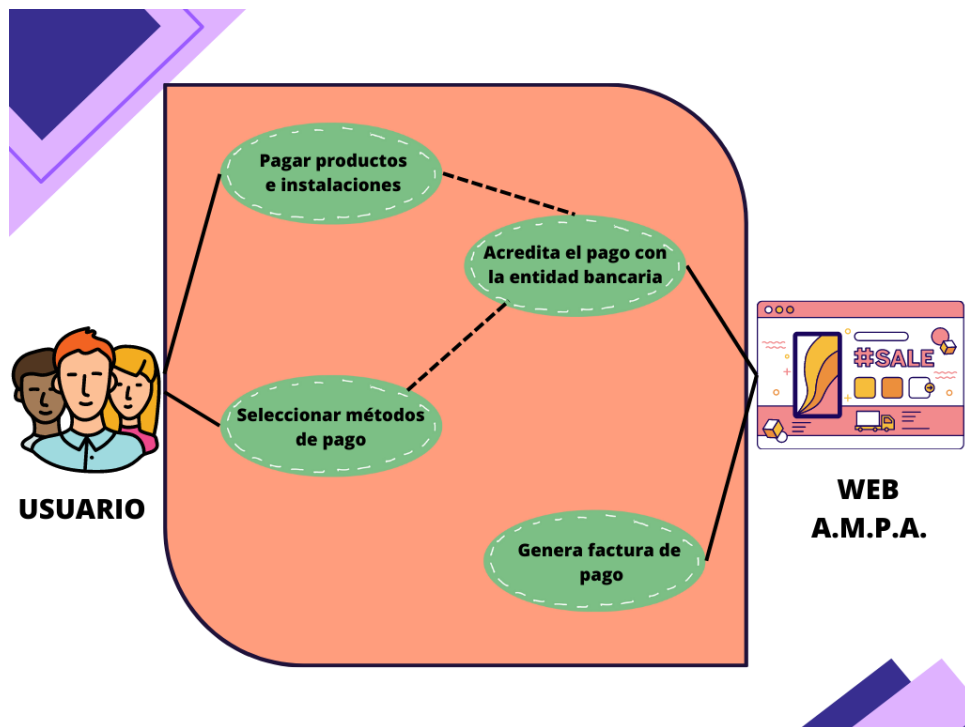 Pagar productos
e instalaciones
Acredita el pago con
la entidad bancaria
#SALE
Seleccionar métodos
de pago
USUARIO
WEB
A.M.P.A.
Genera factura de
pago